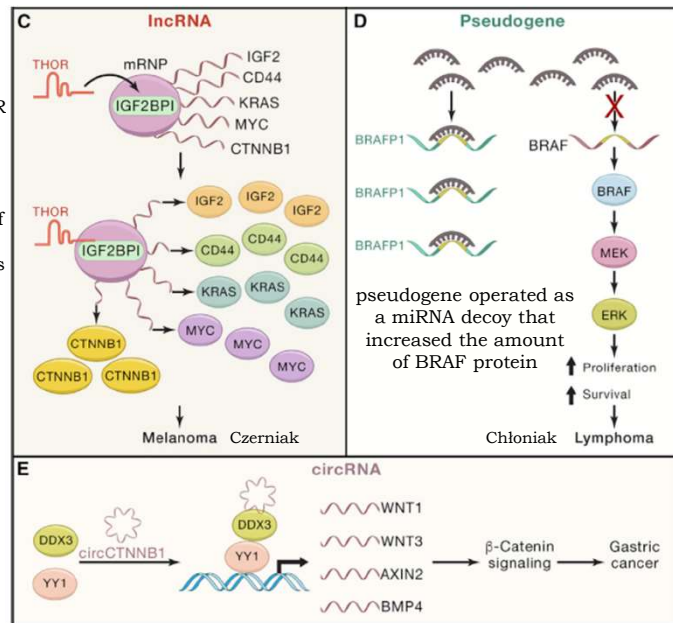 C
lncRNA
THOR
mRNP
IGF2BPI
IGF2
CD44
KRAS
MYC
CTNNB1
R
f
s
THOR
IGF2BPI
IGF2
IGF2
IGF2
CD44
CD44
CD44
KRAS
KRAS
KRAS
MYC
MYC
MYC
CTNNB1
CTNNB1
CTNNB1
Melanoma Czerniak
D
Pseudogene
X
BRAFP1
BRAF
BRAFP1
BRAF
BRAFP1
MEK
pseudogene operated as
a miRNA decoy that
increased the amount
of BRAF protein
ERK
Proliferation
Survival
Chłoniak Lymphoma
E
circRNA
DDX3
YY1
circCTNNB1
DDX3
YY1
WNT1
WNT3
AXIN2
BMP4
β-Catenin
signaling
Gastric
cancer